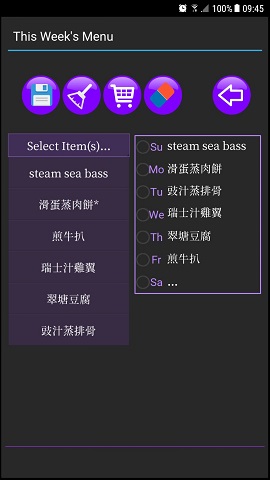 100% 09:45
This Week's Menu
Select Item(s)...
steam sea bass
滑蛋蒸肉餅*
煎牛扒
瑞士汁雞翼
翠塘豆腐
豉汁蒸排骨
Su steam sea bass
Mo 滑蛋蒸肉餅
Tu 豉汁蒸排骨
We 瑞士汁雞翼
Th 翠塘豆腐
Fr 煎牛扒
Sa ...